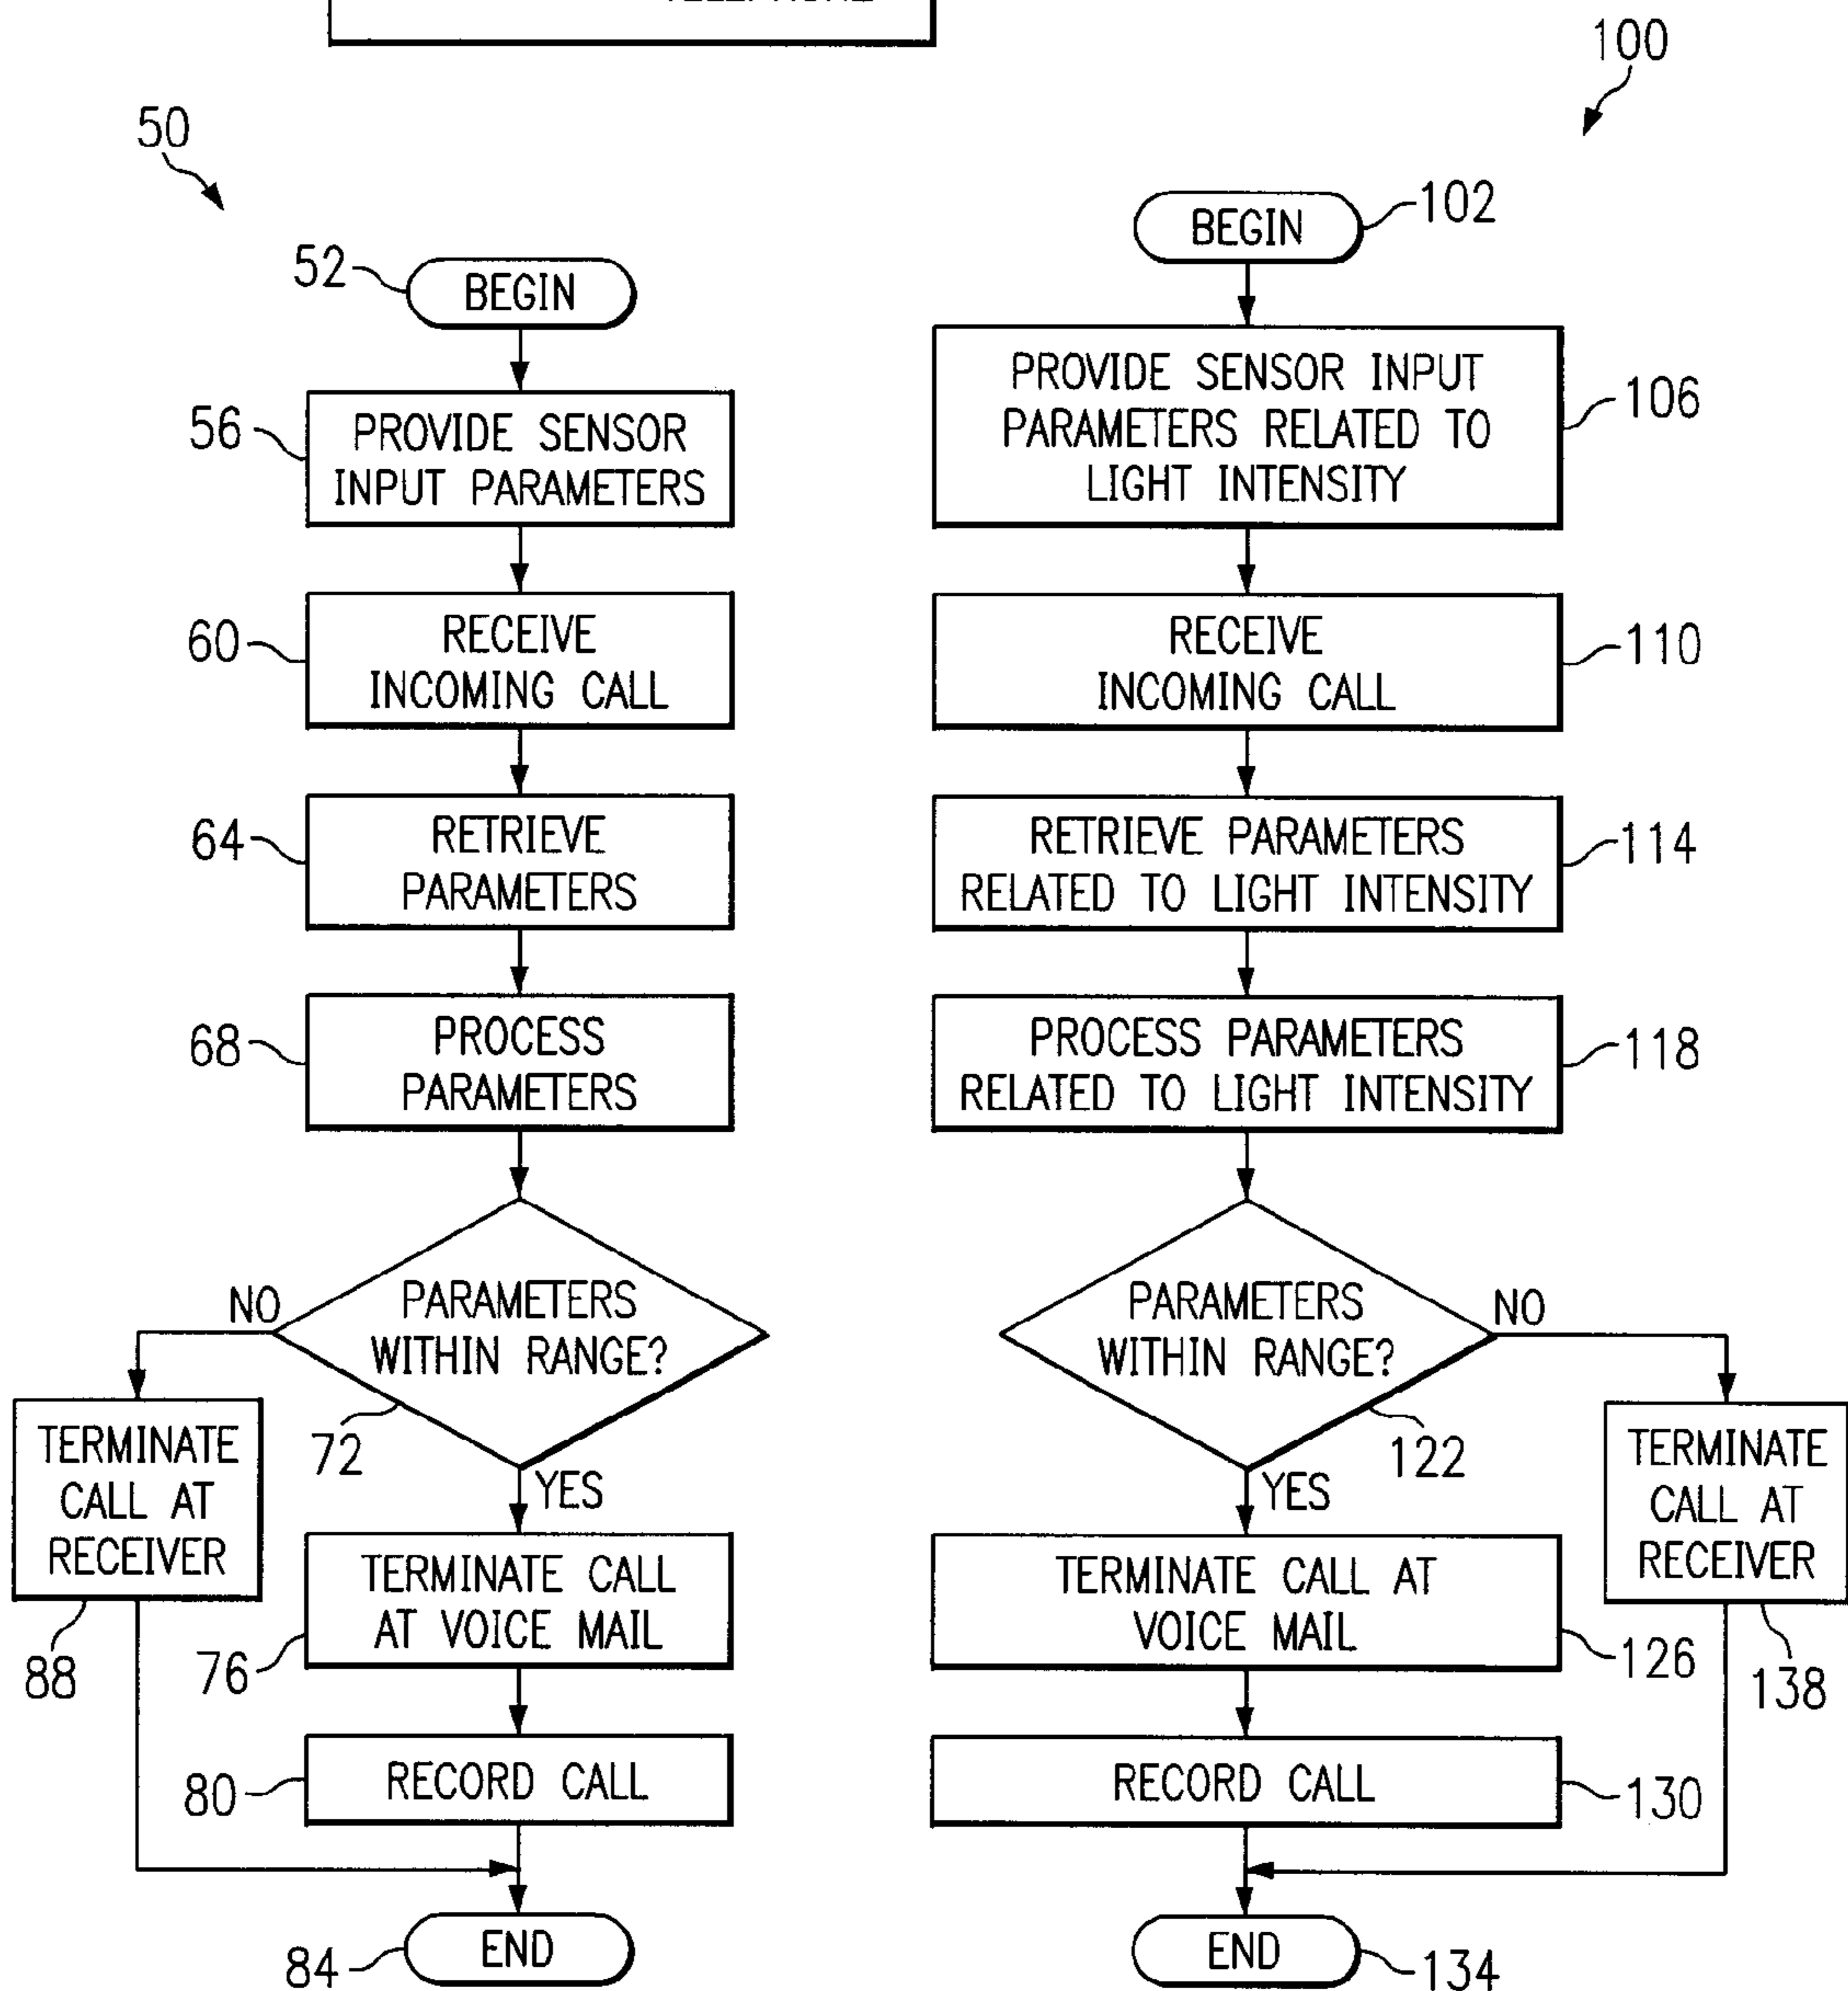 100
50
52
BEGIN
56
PROVIDE SENSOR
INPUT PARAMETERS
60
RECEIVE
INCOMING CALL
64
RETRIEVE
PARAMETERS
68
PROCESS
PARAMETERS
NO
PARAMETERS
WITHIN RANGE?
72
YES
TERMINATE
CALL AT
RECEIVER
88
TERMINATE CALL
AT VOICE MAIL
76
80
RECORD CALL
84
END
BEGIN
102
PROVIDE SENSOR INPUT
PARAMETERS RELATED TO
LIGHT INTENSITY
106
RECEIVE
INCOMING CALL
110
RETRIEVE PARAMETERS
RELATED TO LIGHT INTENSITY
114
PROCESS PARAMETERS
RELATED TO LIGHT INTENSITY
118
PARAMETERS
WITHIN RANGE?
NO
122
YES
TERMINATE
CALL AT
RECEIVER
138
TERMINATE CALL AT
VOICE MAIL
126
RECORD CALL
130
END
134